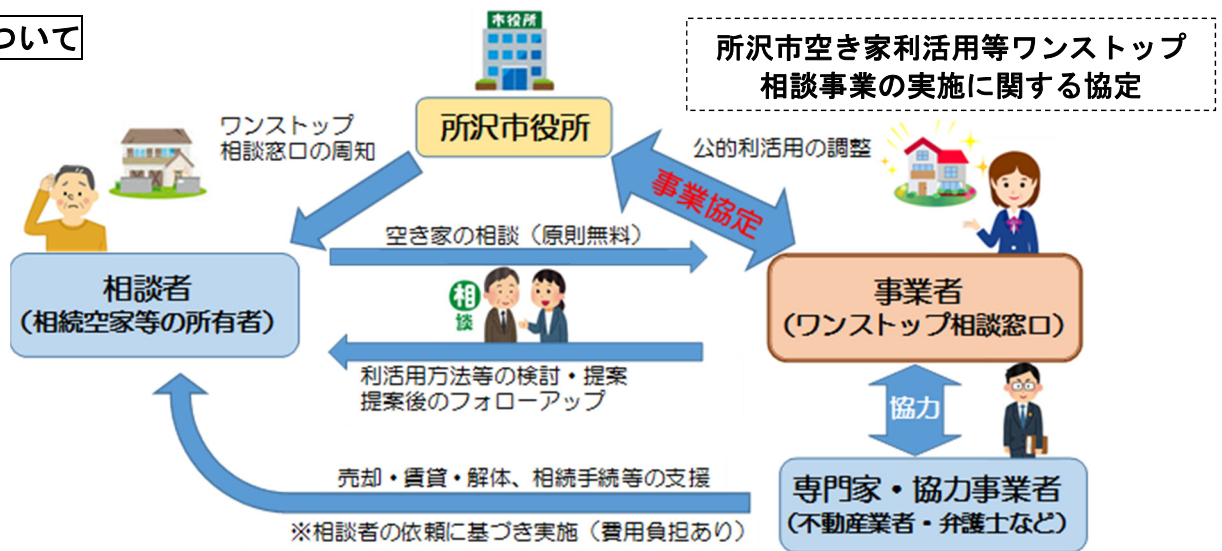 ついて
市役所
所沢市空き家利活用等ワンストップ
相談事業の実施に関する協定
所沢市役所
ワンストップ
相談窓口の周知
公的利活用の調整
事業協定
空き家の相談（原則無料）
相談者
（相続空家等の所有者）
相談
事業者
（ワンストップ相談窓口）
利活用方法等の検討・提案
提案後のフォローアップ
協力
売却・賃貸・解体、相続手続等の支援
※相談者の依頼に基づき実施（費用負担あり）
専門家・協力事業者
（不動産業者・弁護士など）